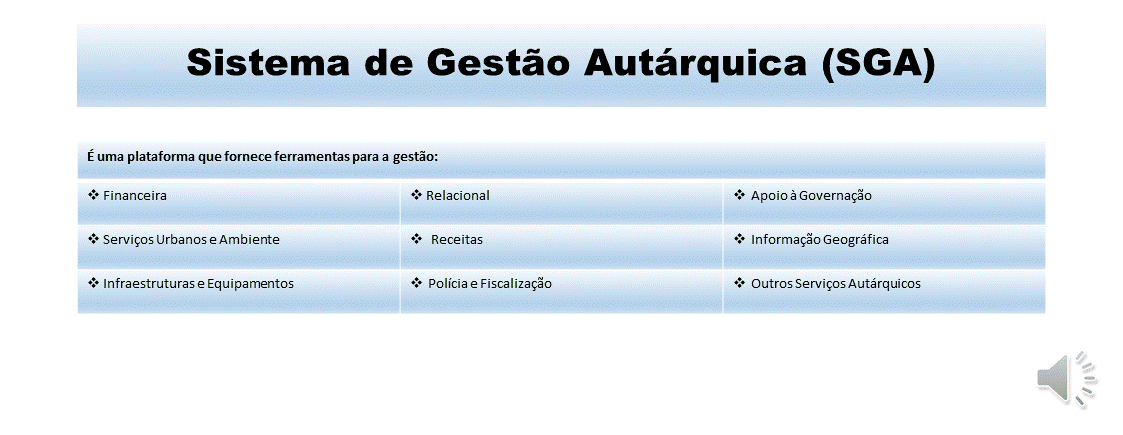 Sistema de Gestão Autárquica (SGA)
É uma plataforma que fornece ferramentas para a gestão:
❖ Financeira
❖ Relacional
❖ Apoio à Governação
❖ Serviços Urbanos e Ambiente
❖ Receitas
❖ Informação Geográfica
❖ Infraestruturas e Equipamentos
❖ Polícia e Fiscalização
❖ Outros Serviços Autárquicos